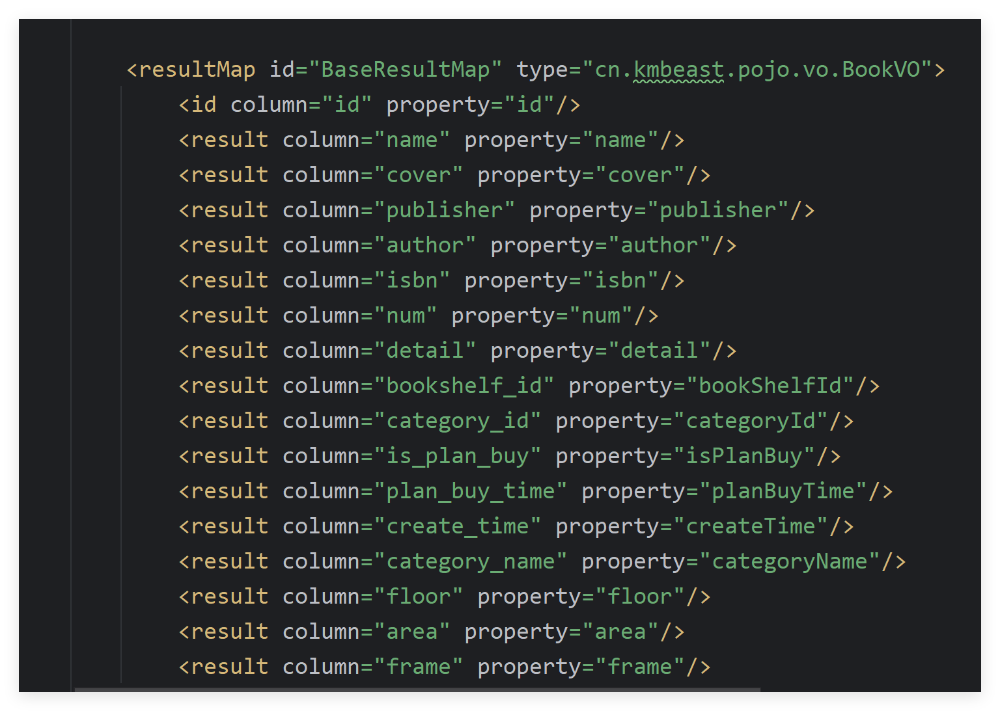 <resultMap id="BaseResultMap" type="cn.kmbeast.pojo.vo.BookVO">
<id column="id" property="id"/>
<result column="name" property="name"/>
<result column="cover" property="cover"/>
<result column="publisher" property="publisher"/>
<result column="author" property="author"/>
<result column="isbn" property="isbn"/>
<result column="num" property="num"/>
<result column="detail" property="detail"/>
<result column="bookshelf_id" property="bookShelfId"/>
<result column="category_id" property="categoryId"/>
<result column="is_plan_buy" property="isPlanBuy"/>
<result column="plan_buy_time" property="planBuyTime"/>
<result column="create_time" property="createTime"/>
<result column="category_name" property="categoryName"/>
<result column="floor" property="floor"/>
<result column="area" property="area"/>
<result column="frame" property="frame"/>